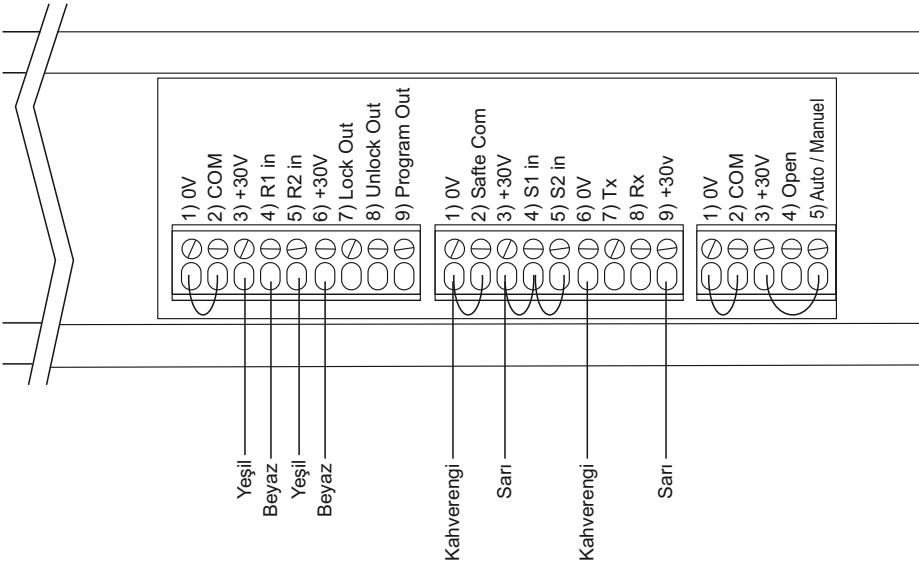 1) 0V
2) COM
3) +30V
4) R1 in
5) R2 in
6) +30V
7) Lock Out
8) Unlock Out
9) Program Out
1) 0V
2) Safte Com
3) +30V
4) S1 in
5) S2 in
6) 0V
7) Tx
8) Rx
9) +30v
1) 0V
2) COM
3) +30V
4) Open
5) Auto / Manuel
Yeşil
Beyaz
Yeşil
Beyaz
Kahverengi
Sarı
Kahverengi
Sarı